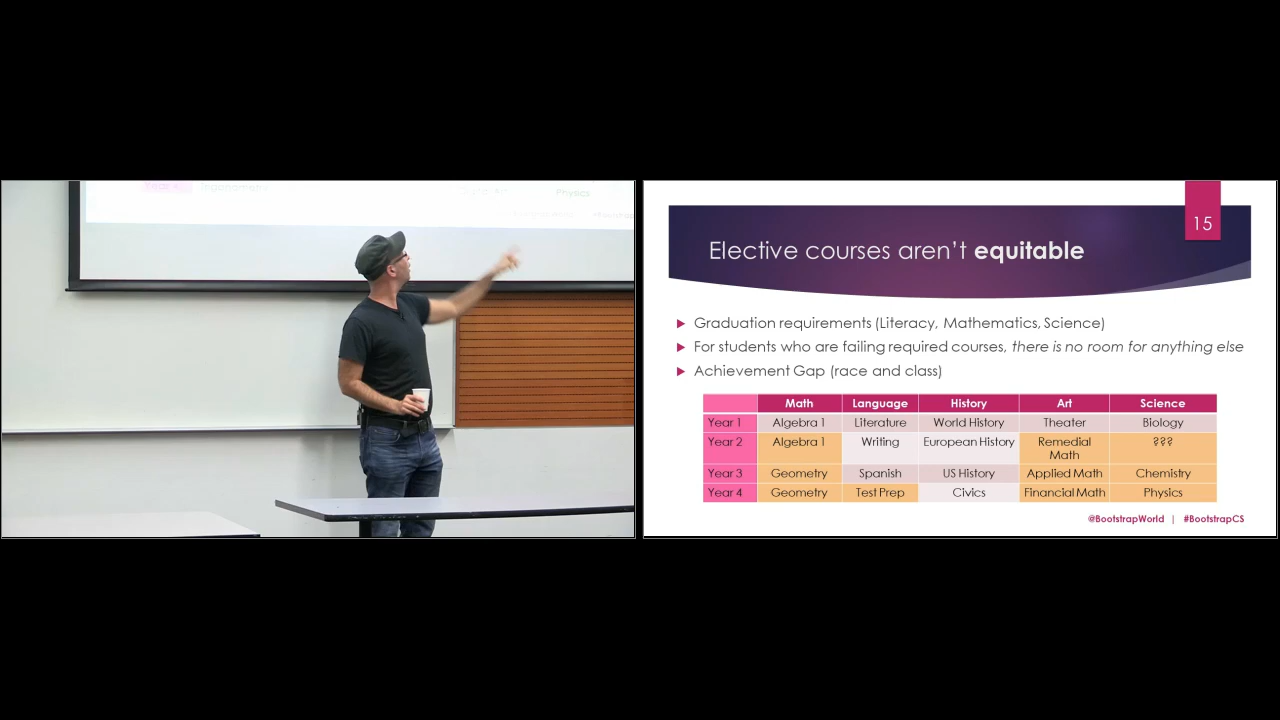 Physics
15
Elective courses aren't equitable
Graduation requirements (Literacy, Mathematics, Science)
For students who are failing required courses, there is no room for anything else
Achievement Gap (race and class)
Math Language History Art Science
Year 1 Algebra 1 Literature World History Theater Biology
Year 2 Algebra 1 Writing European History Remedial Math ???
Year 3 Geometry Spanish US History Applied Math Chemistry
Year 4 Geometry Test Prep Civics Financial Math Physics
@BootstrapWorld | #BootstrapCS